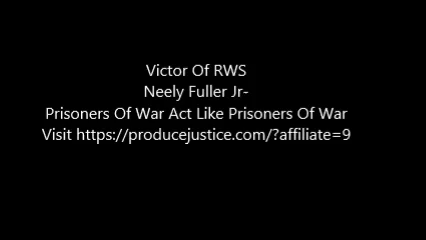 Victor Of RWS
Neely Fuller Jr-
Prisoners Of War Act Like Prisoners Of War
Visit https://producejustice.com/?affiliate=9